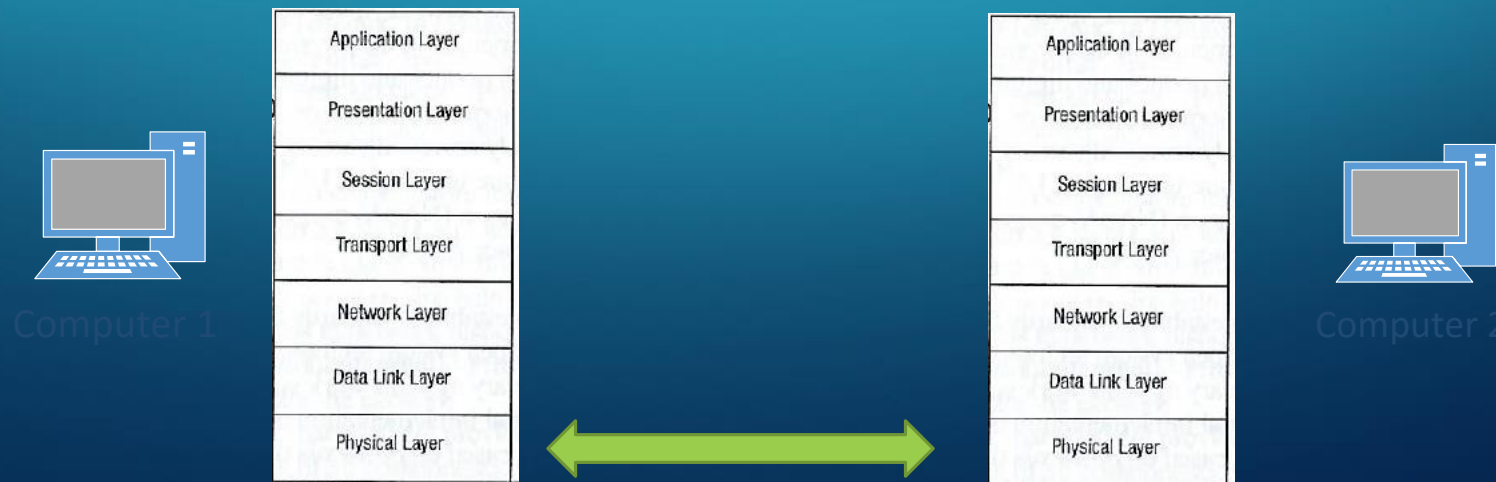 Application Layer
Presentation Layer
Session Layer
Transport Layer
Network Layer
Data Link Layer
Physical Layer
Computer 1
Application Layer
Presentation Layer
Session Layer
Transport Layer
Network Layer
Data Link Layer
Physical Layer
Computer 2